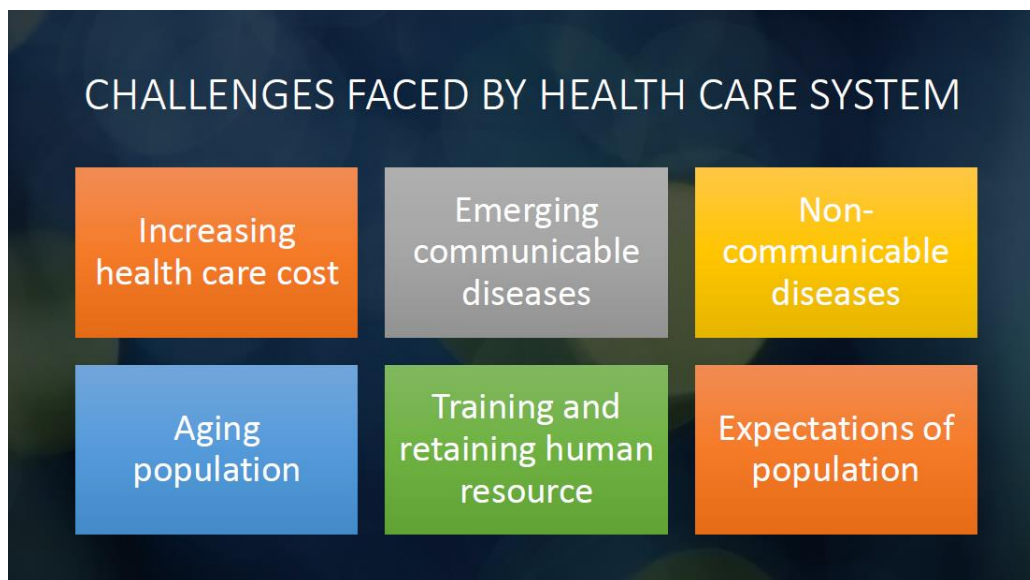 CHALLENGES FACED BY HEALTH CARE SYSTEM
Increasing
health care cost
Emerging
communicable
diseases
Non-
communicable
diseases
Aging
population
Training and
retaining human
resource
Expectations of
population